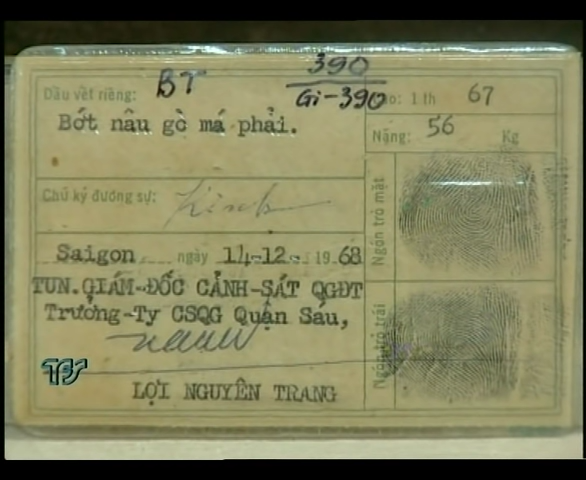 390
BT
Gi-390
Dấu vết riêng:
Cao: 1 th 67
Bớt nâu gò má phải.
Nặng: 56 Kg
Chữ ký đương sự:
Ngón trỏ mặt
Saigon ngày 14-12- 1968
TUN.GIÁM-ĐỐC CẢNH-SÁT QGĐT
Trưởng-Ty CSQG Quận Sáu,
Ngón trỏ trái
LỢI NGUYÊN TRANG